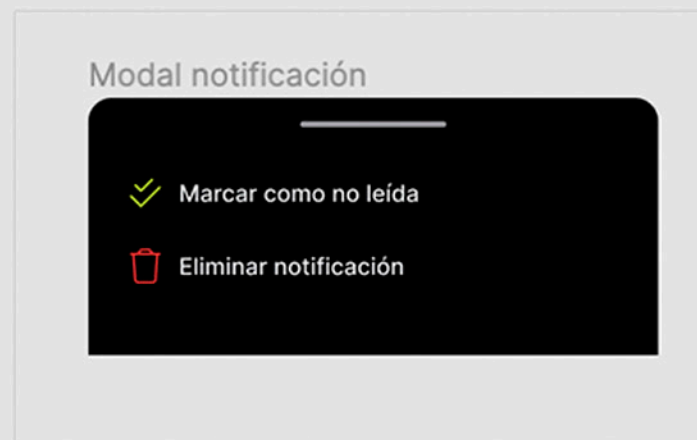 Modal notificación
Marcar como no leída
Eliminar notificación